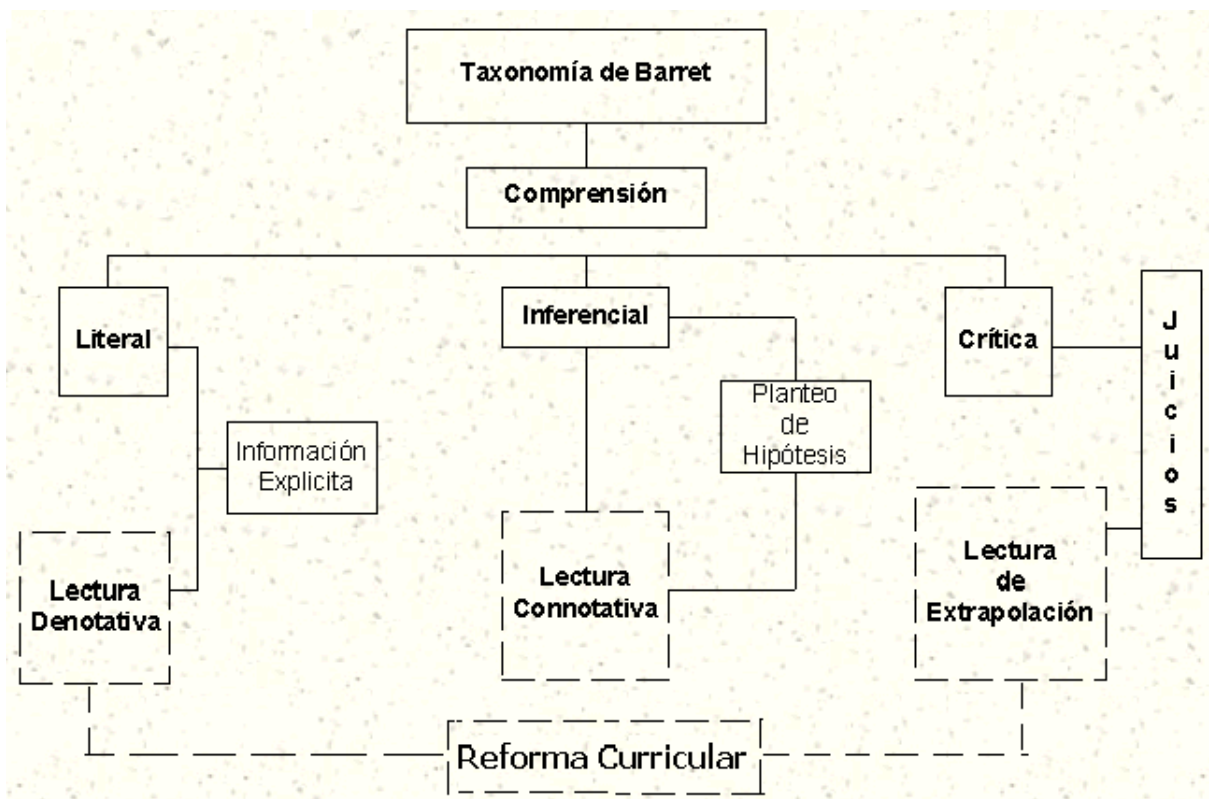 Taxonomía de Barret
Comprensión
Literal
Inferencial
Crítica
Juicios
Información
Explicita
Planteo
de
Hipótesis
Lectura
Denotativa
Lectura
Connotativa
Lectura
de
Extrapolación
Reforma Curricular